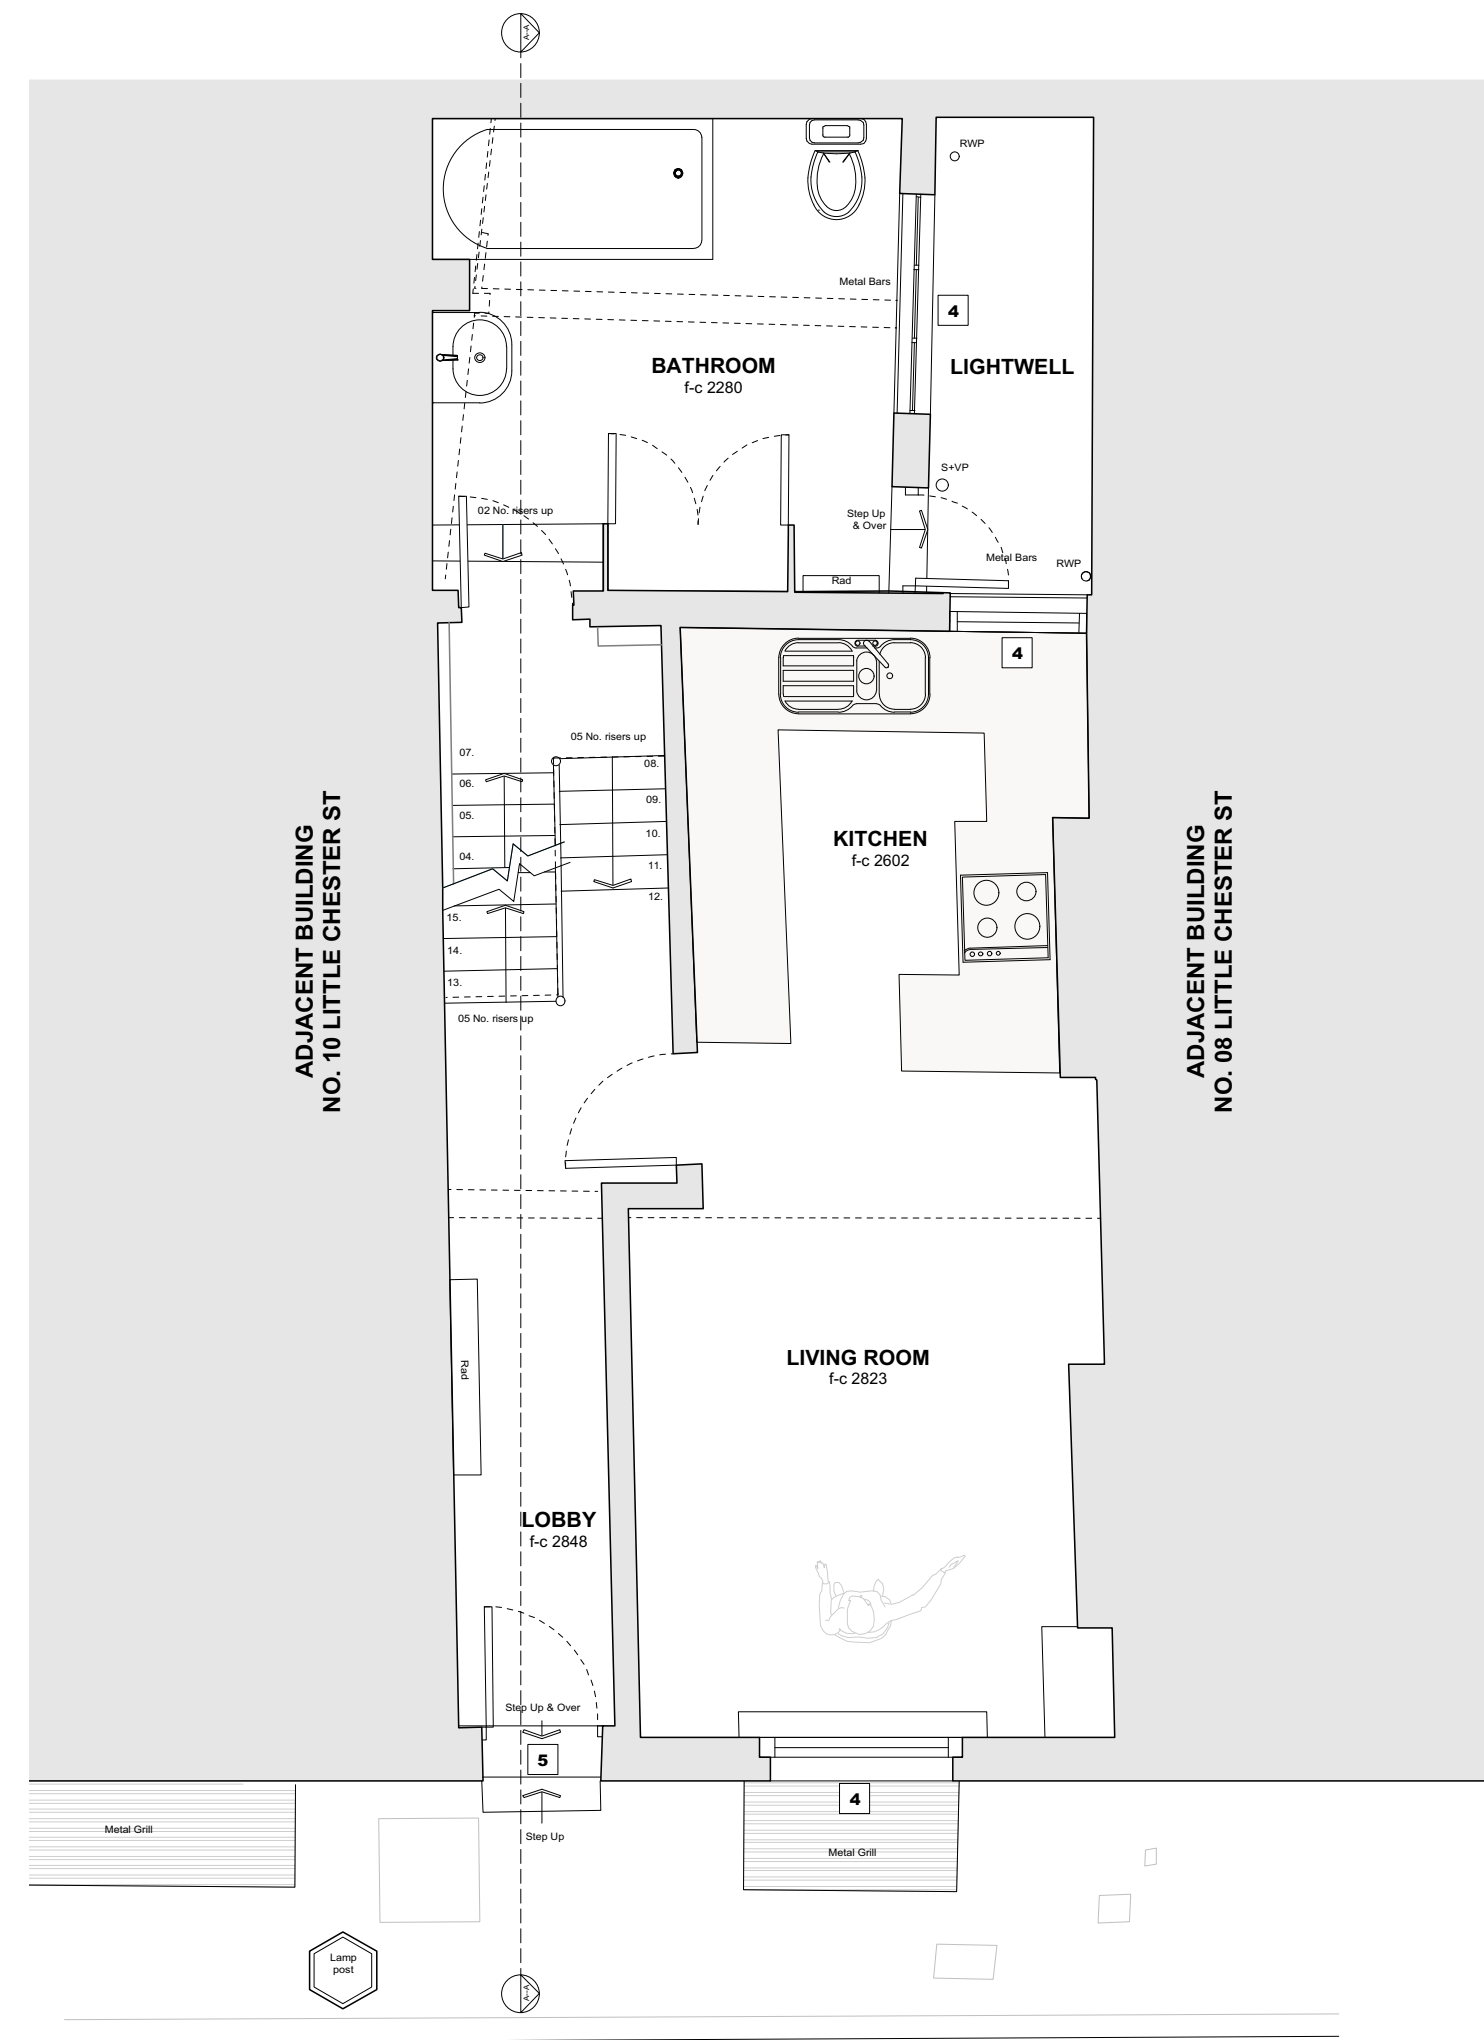 A-A
RWP
Metal Bars
4
BATHROOM
f-c 2280
LIGHTWELL
S+VP
02 No. risers up
Step Up
& Over
Metal Bars
RWP
Rad
4
05 No. risers up
07.
08.
06.
09.
05.
10.
04.
11.
12.
15.
14.
13.
05 No. risers up
KITCHEN
f-c 2602
ADJACENT BUILDING
NO. 10 LITTLE CHESTER ST
ADJACENT BUILDING
NO. 08 LITTLE CHESTER ST
LIVING ROOM
f-c 2823
Rad
LOBBY
f-c 2848
Step Up & Over
5
4
Metal Grill
Step Up
Metal Grill
Lamp
post
A-A